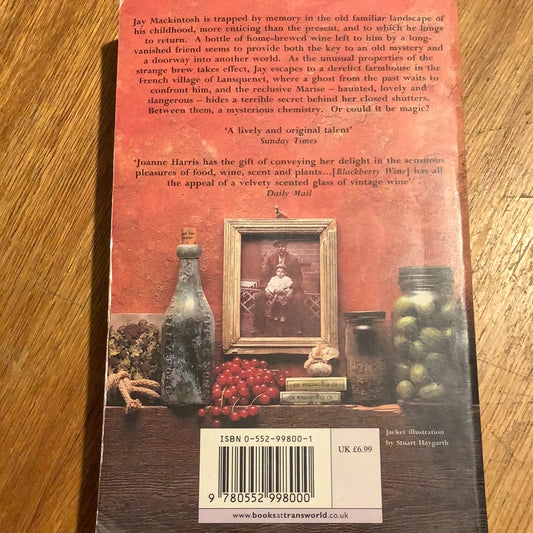 Jay Mackintosh is trapped by memory in the old familiar landscape of
his childhood, more enticing than the present, and to which he longs
to return. A bottle of home-brewed wine left to him by a long-
vanished friend seems to provide both the key to an old mystery and
a doorway into another world. As the unusual properties of the
strange brew takes effect, Jay escapes to a derelict farmhouse in the
French village of Lansquenet, where a ghost from the past waits to
confront him, and the reclusive Marise – haunted, lovely and
dangerous – hides a terrible secret behind her closed shutters.
Between them, a mysterious chemistry. Or could it be magic?
‘A lively and original talent’
Sunday Times
‘Joanne Harris has the gift of conveying her delight in the sensuous
pleasures of food, wine, scent and plants…[Blackberry Wine] has all
the appeal of a velvety scented glass of vintage wine’
Daily Mail
Jacket illustration
by Stuart Haygarth
ISBN 0-552-99800-1
UK £6.99
9 780552 998000
www.booksattransworld.co.uk